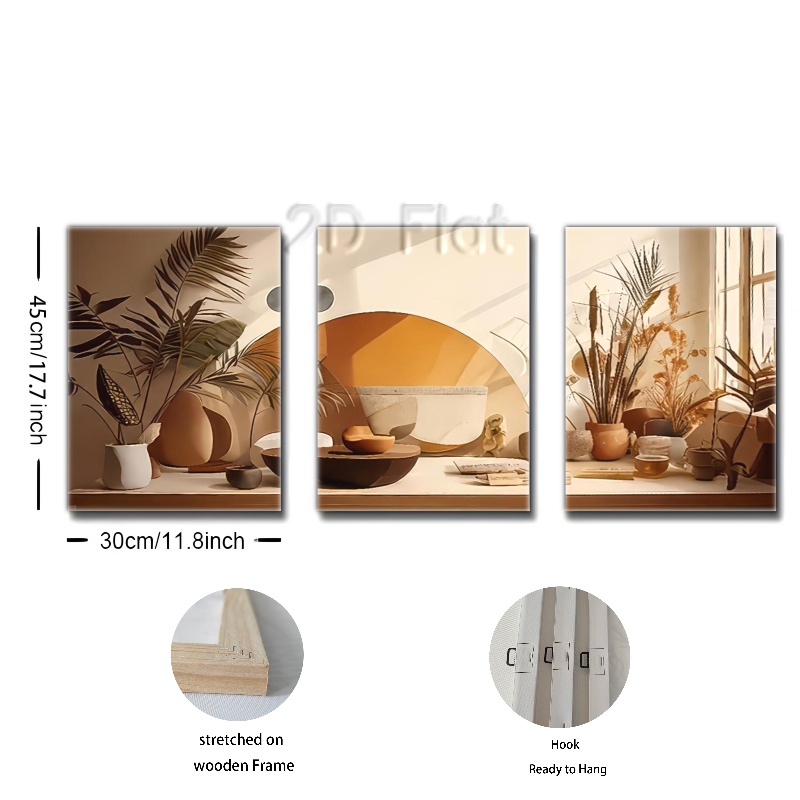 2D Flat
45cm/17.7inch
30cm/11.8inch
stretched on
wooden Frame
Hook
Ready to Hang